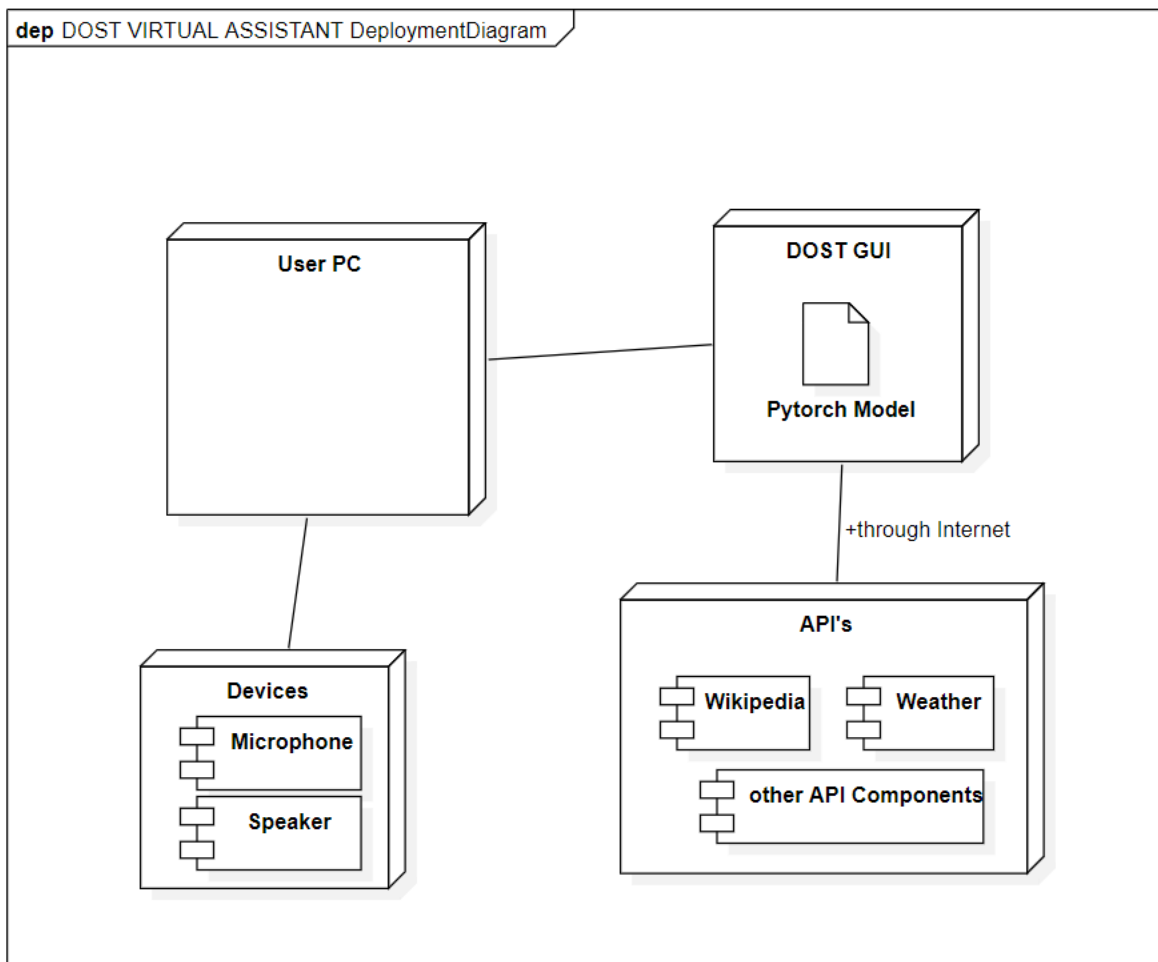 dep DOST VIRTUAL ASSISTANT DeploymentDiagram
User PC
DOST GUI
Pytorch Model
+through Internet
Devices
Microphone
Speaker
API's
Wikipedia
Weather
other API Components